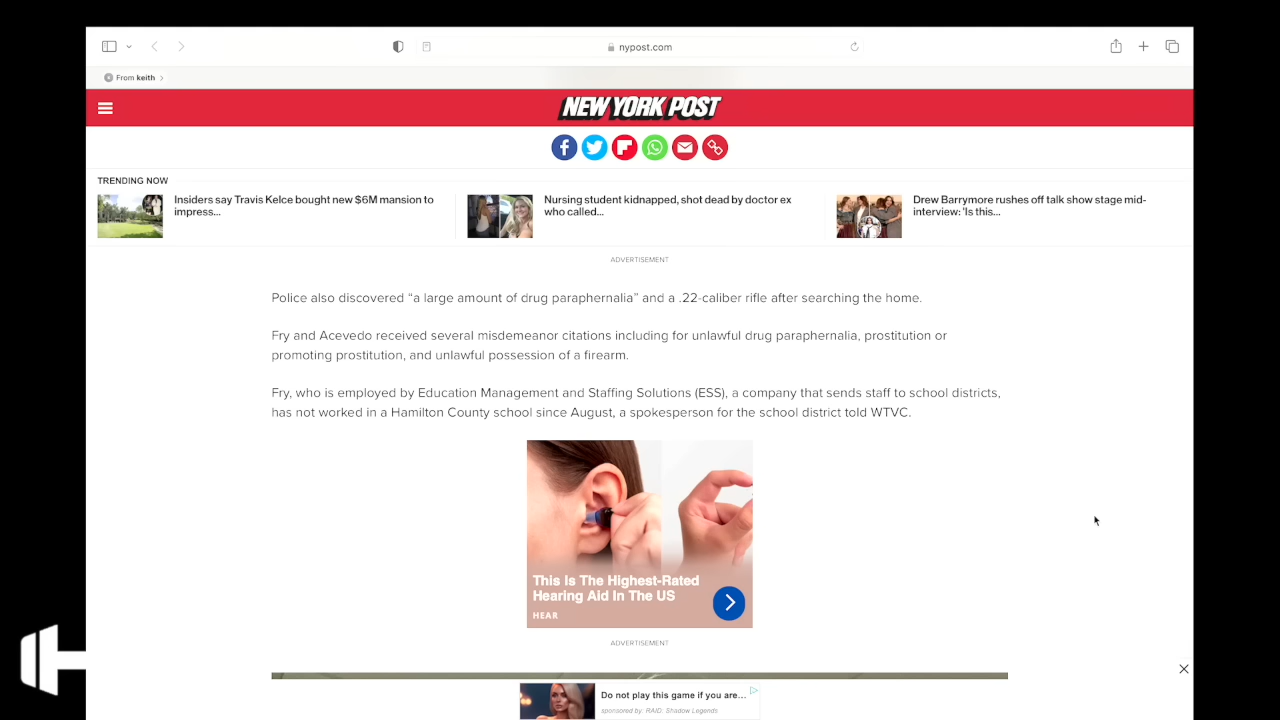 nypost.com
From keith
NEW YORK POST
TRENDING NOW
Insiders say Travis Kelce bought new $6M mansion to
impress...
Nursing student kidnapped, shot dead by doctor ex
who called...
Drew Barrymore rushes off talk show stage mid-
interview: 'Is this...
ADVERTISEMENT
Police also discovered “a large amount of drug paraphernalia” and a .22-caliber rifle after searching the home.
Fry and Acevedo received several misdemeanor citations including for unlawful drug paraphernalia, prostitution or
promoting prostitution, and unlawful possession of a firearm.
Fry, who is employed by Education Management and Staffing Solutions (ESS), a company that sends staff to school districts,
has not worked in a Hamilton County school since August, a spokesperson for the school district told WTVC.
This Is The Highest-Rated
Hearing Aid In The US
HEAR
ADVERTISEMENT
Do not play this game if you are...
sponsored by: RAID: Shadow Legends